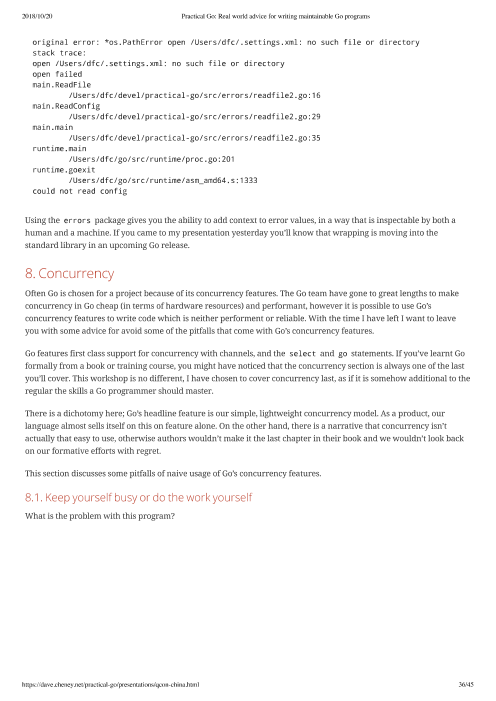 2018/10/20 Practical Go: Real world advice for writing maintainable Go programs
original error: *os.PathError open /Users/dfc/.settings.xml: no such file or directory
stack trace:
open /Users/dfc/.settings.xml: no such file or directory
open failed
main.ReadFile
        /Users/dfc/devel/practical-go/src/errors/readfile2.go:16
main.ReadConfig
        /Users/dfc/devel/practical-go/src/errors/readfile2.go:29
main.main
        /Users/dfc/devel/practical-go/src/errors/readfile2.go:35
runtime.main
        /Users/dfc/go/src/runtime/proc.go:201
runtime.goexit
        /Users/dfc/go/src/runtime/asm_amd64.s:1333
could not read config
Using the errors package gives you the ability to add context to error values, in a way that is inspectable by both a
human and a machine. If you came to my presentation yesterday you'll know that wrapping is moving into the
standard library in an upcoming Go release.
8. Concurrency
Often Go is chosen for a project because of its concurrency features. The Go team have gone to great lengths to make
concurrency in Go cheap (in terms of hardware resources) and performant, however it is possible to use Go's
concurrency features to write code which is neither performent or reliable. With the time I have left I want to leave
you with some advice for avoid some of the pitfalls that come with Go's concurrency features.
Go features first class support for concurrency with channels, and the select and go statements. If you've learnt Go
formally from a book or training course, you might have noticed that the concurrency section is always one of the last
you'll cover. This workshop is no different, I have chosen to cover concurrency last, as if it is somehow additional to the
regular the skills a Go programmer should master.
There is a dichotomy here; Go's headline feature is our simple, lightweight concurrency model. As a product, our
language almost sells itself on this on feature alone. On the other hand, there is a narrative that concurrency isn't
actually that easy to use, otherwise authors wouldn't make it the last chapter in their book and we wouldn't look back
on our formative efforts with regret.
This section discusses some pitfalls of naive usage of Go's concurrency features.
8.1. Keep yourself busy or do the work yourself
What is the problem with this program?
https://dave.cheney.net/practical-go/presentations/qcon-china.html 36/45